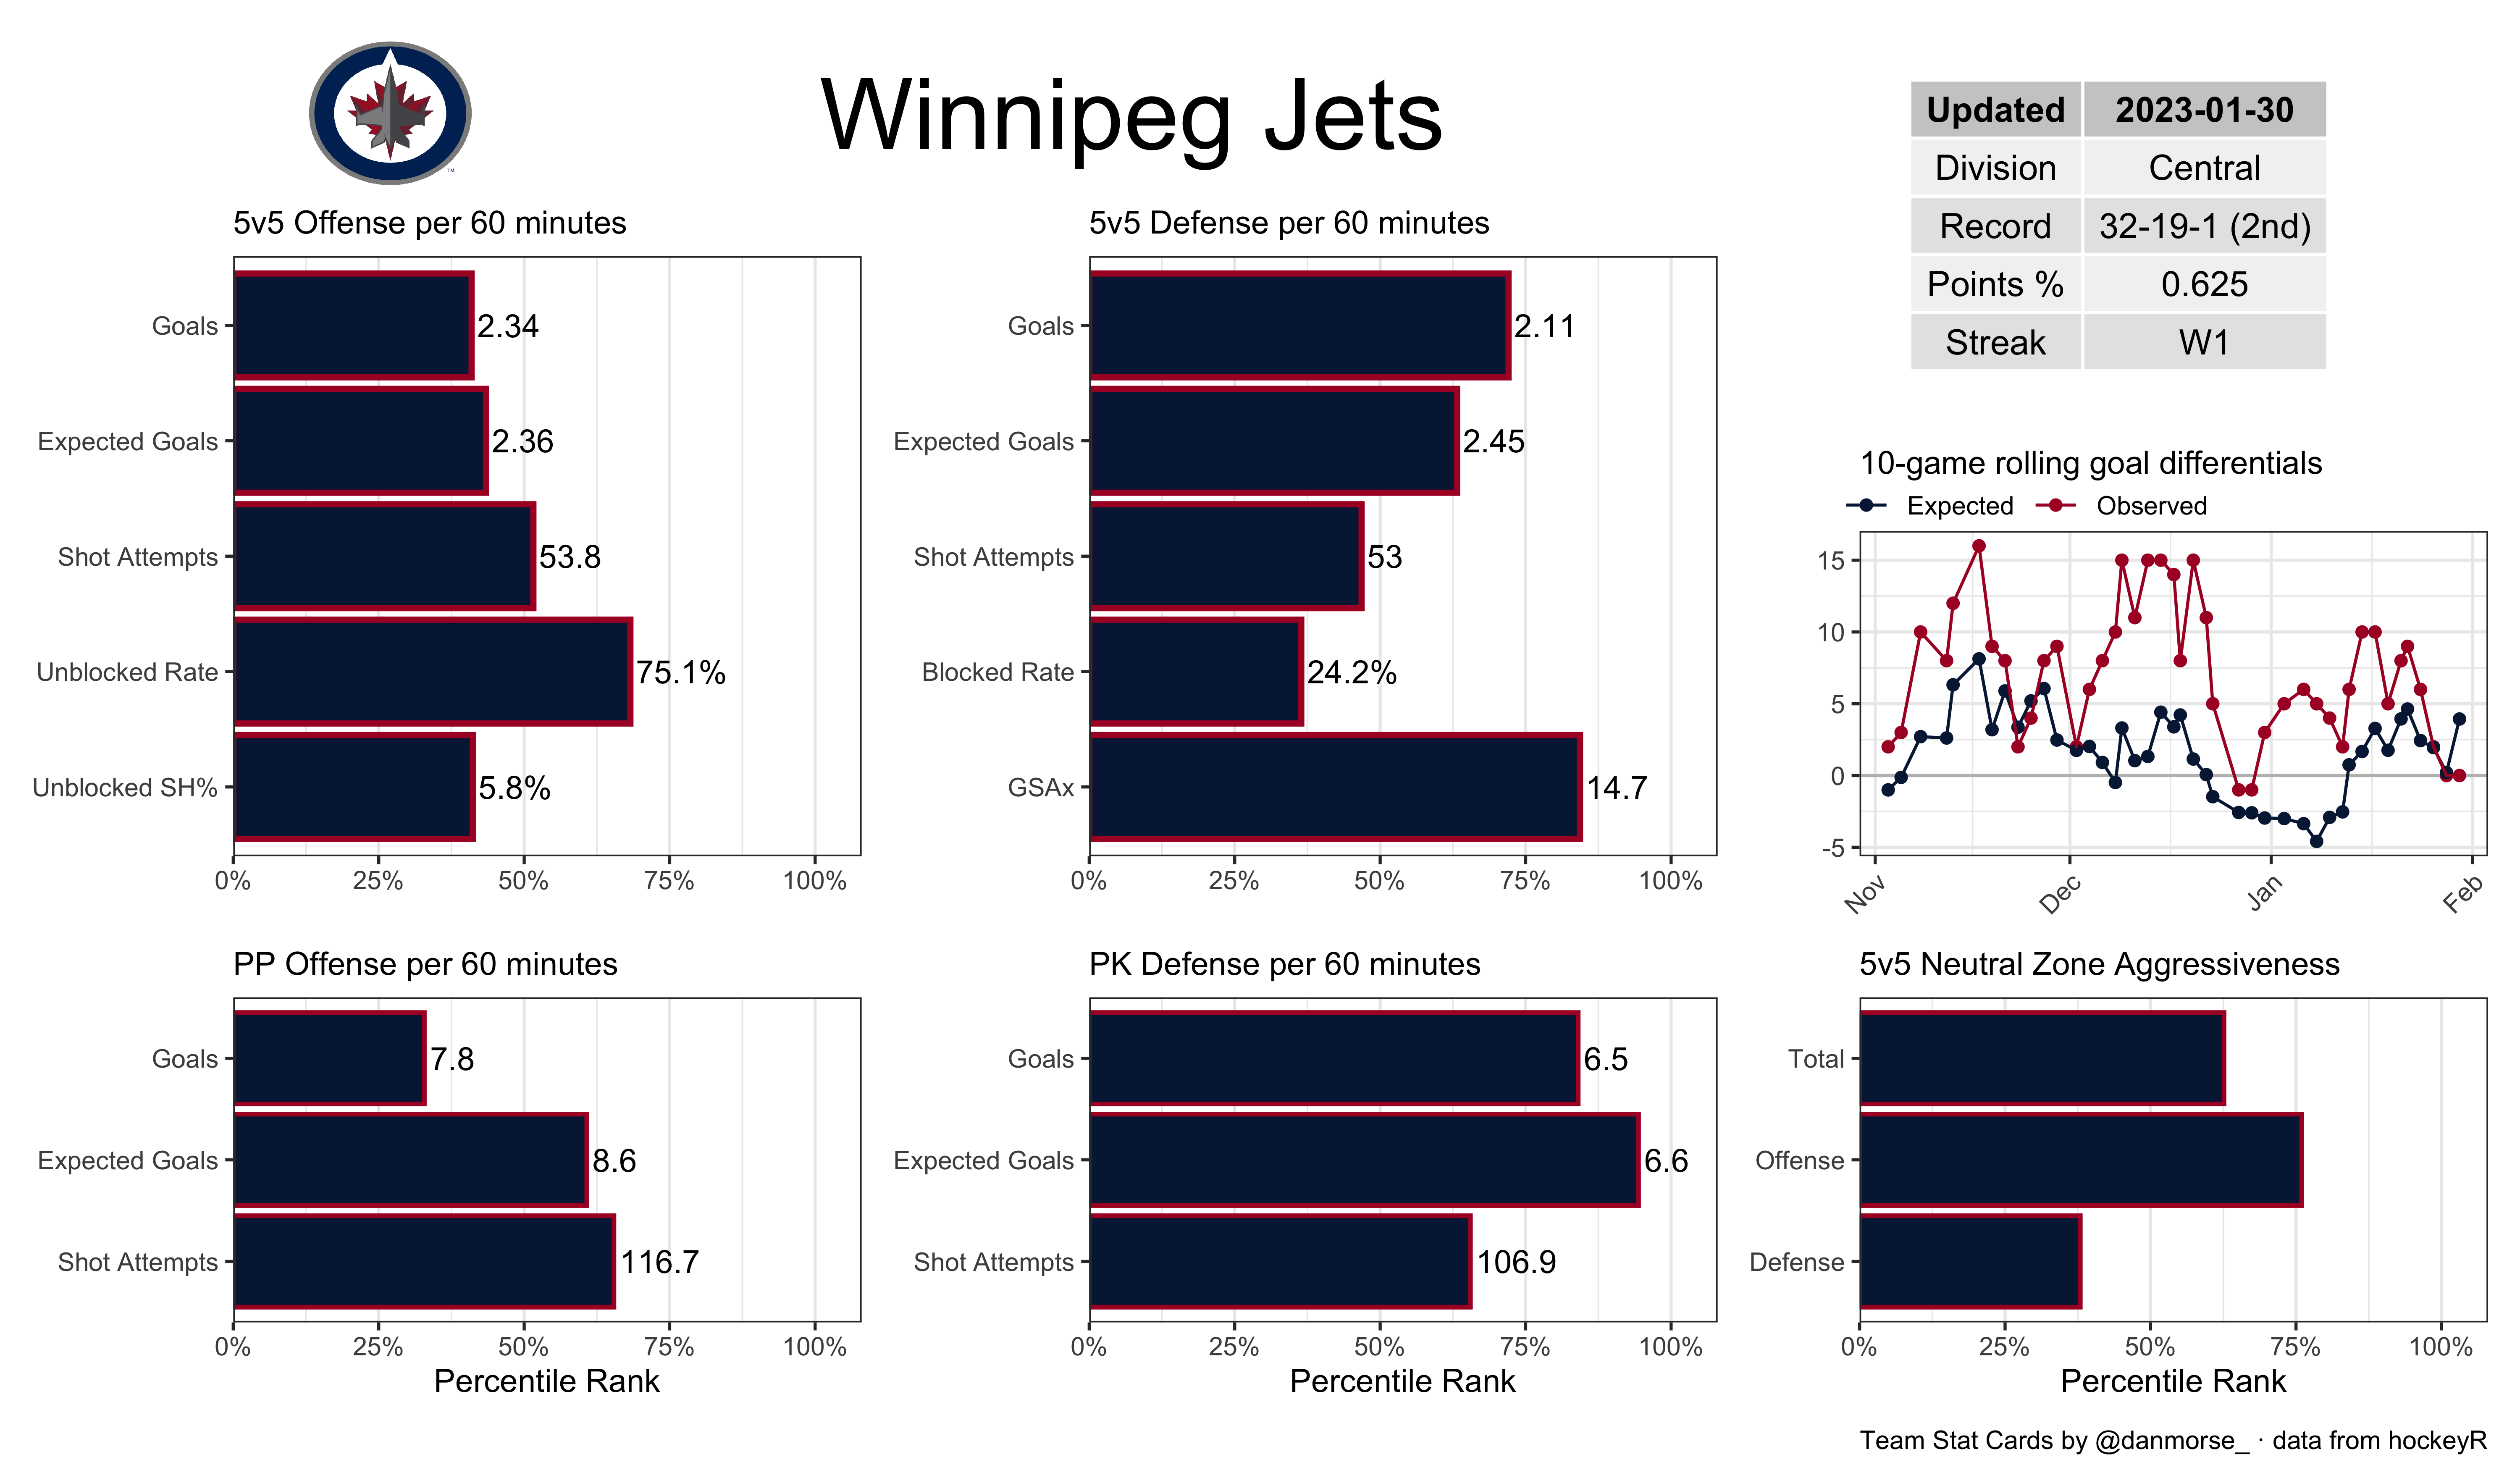 Winnipeg Jets
™
Updated 2023-01-30
Division Central
Record 32-19-1 (2nd)
Points % 0.625
Streak W1
5v5 Offense per 60 minutes
Goals 2.34
Expected Goals 2.36
Shot Attempts 53.8
Unblocked Rate 75.1%
Unblocked SH% 5.8%
0% 25% 50% 75% 100%
5v5 Defense per 60 minutes
Goals 2.11
Expected Goals 2.45
Shot Attempts 53
Blocked Rate 24.2%
GSAx 14.7
0% 25% 50% 75% 100%
10-game rolling goal differentials
Expected Observed
15
10
5
0
-5
Nov Dec Jan Feb
PP Offense per 60 minutes
Goals 7.8
Expected Goals 8.6
Shot Attempts 116.7
0% 25% 50% 75% 100%
Percentile Rank
PK Defense per 60 minutes
Goals 6.5
Expected Goals 6.6
Shot Attempts 106.9
0% 25% 50% 75% 100%
Percentile Rank
5v5 Neutral Zone Aggressiveness
Total
Offense
Defense
0% 25% 50% 75% 100%
Percentile Rank
Team Stat Cards by @danmorse_ · data from hockeyR